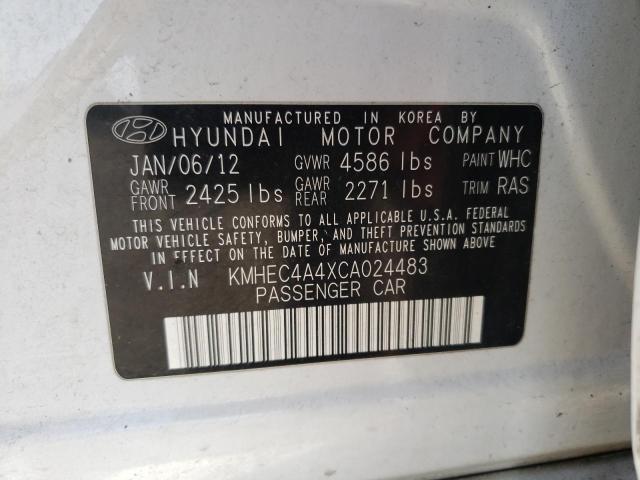 MANUFACTURED IN KOREA BY
HYUNDAI MOTOR COMPANY
JAN/06/12 GVWR 4586 lbs PAINT WHC
GAWR FRONT 2425 lbs GAWR REAR 2271 lbs TRIM RAS
THIS VEHICLE CONFORMS TO ALL APPLICABLE U.S.A. FEDERAL
MOTOR VEHICLE SAFETY, BUMPER, AND THEFT PREVENTION STANDARDS
IN EFFECT ON THE DATE OF MANUFACTURE SHOWN ABOVE
V.I.N KMHEC4A4XCA024483
PASSENGER CAR